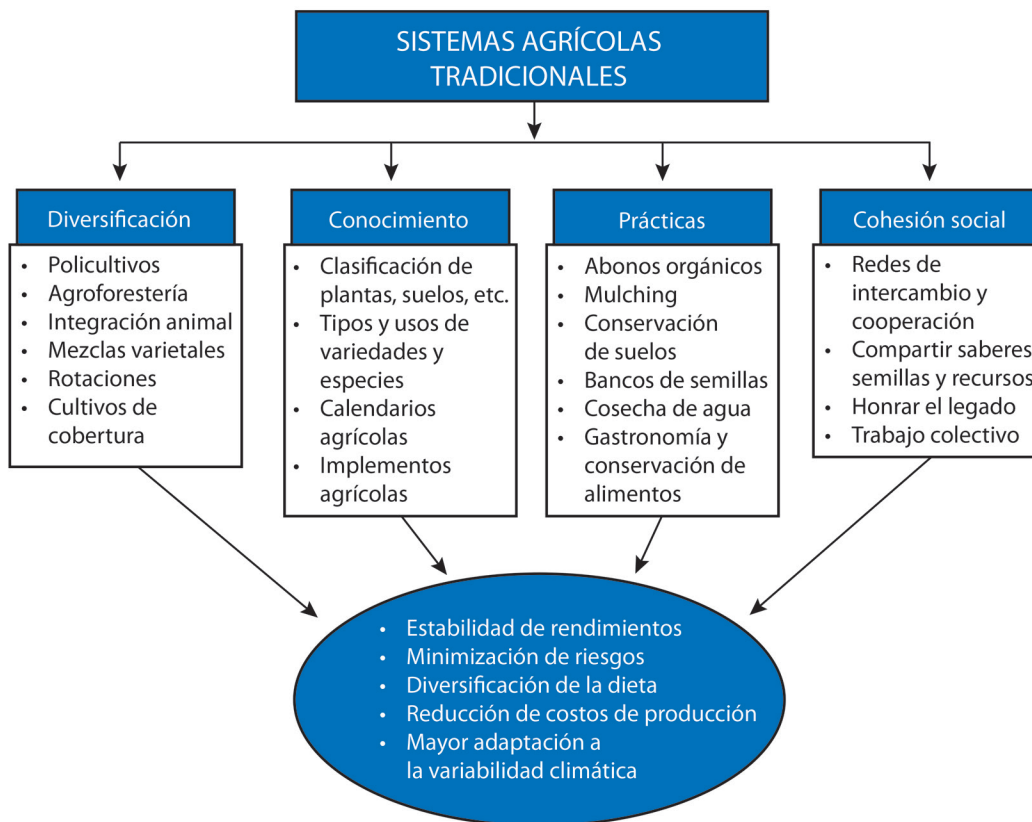 SISTEMAS AGRÍCOLAS
TRADICIONALES
Diversificación
• Policultivos
• Agroforestería
• Integración animal
• Mezclas varietales
• Rotaciones
• Cultivos de
cobertura
Conocimiento
• Clasificación de
plantas, suelos, etc.
• Tipos y usos de
variedades y
especies
• Calendarios
agrícolas
• Implementos
agrícolas
Prácticas
• Abonos orgánicos
• Mulching
• Conservación
de suelos
• Bancos de semillas
• Cosecha de agua
• Gastronomía y
conservación de
alimentos
Cohesión social
• Redes de
intercambio y
cooperación
• Compartir saberes
semillas y recursos
• Honrar el legado
• Trabajo colectivo
• Estabilidad de rendimientos
• Minimización de riesgos
• Diversificación de la dieta
• Reducción de costos de producción
• Mayor adaptación a
la variabilidad climática